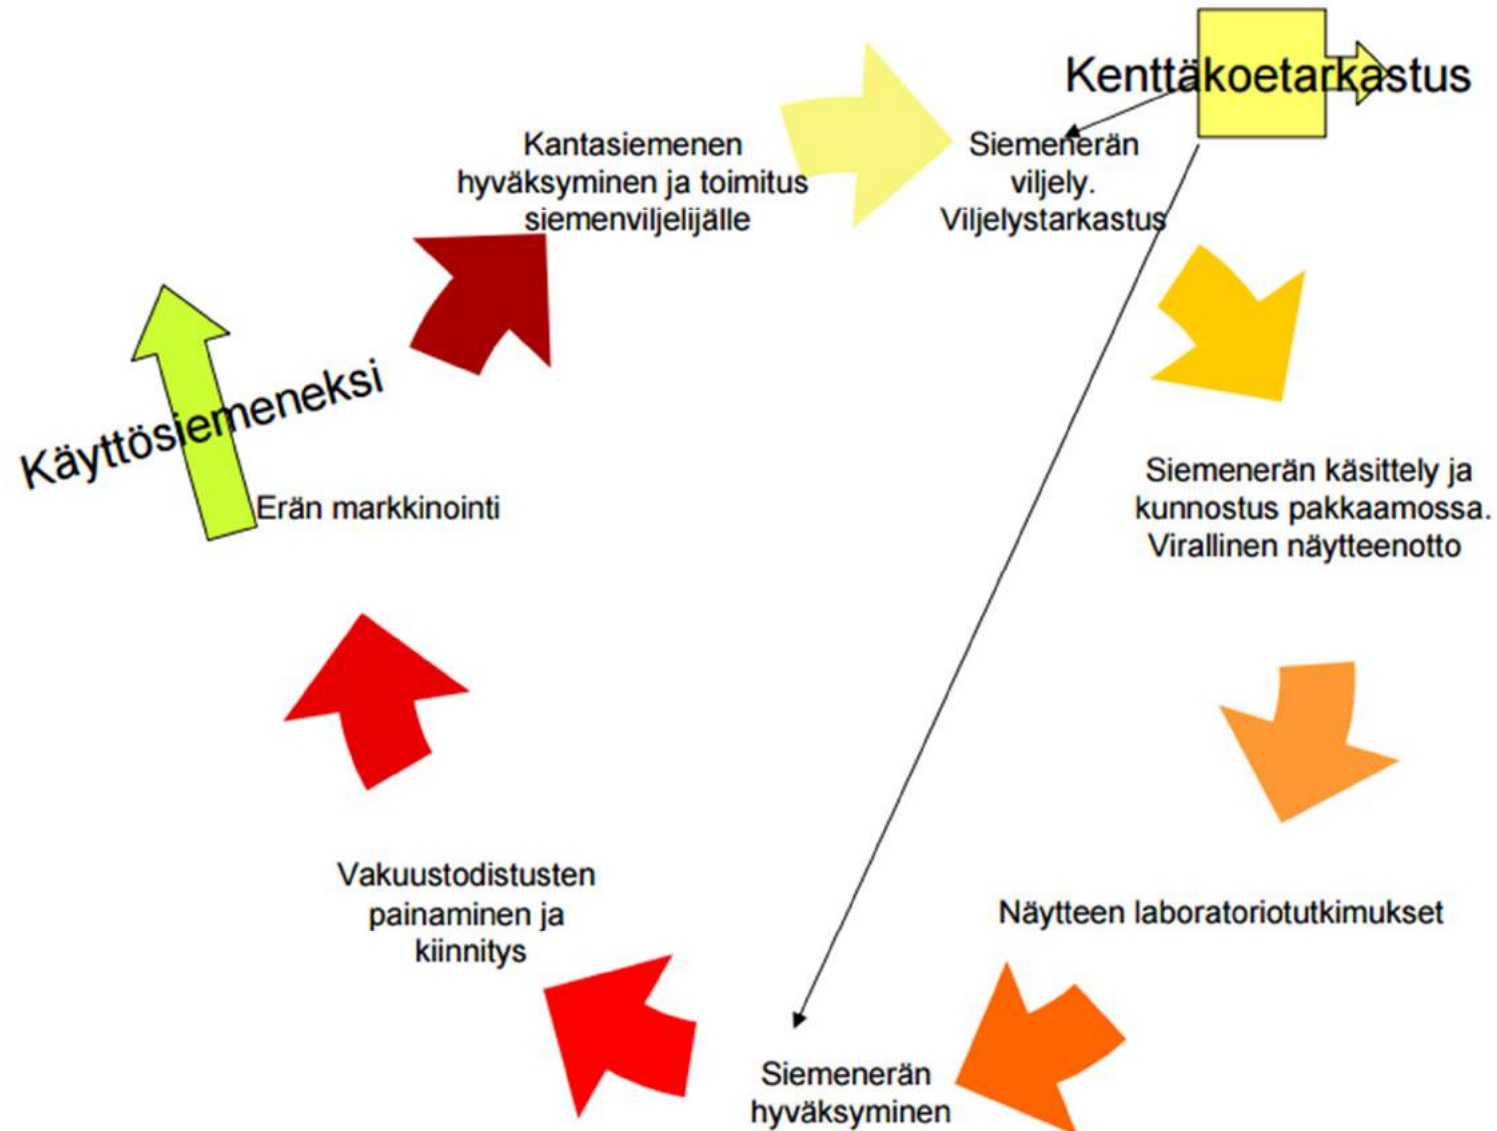 Kenttäkoetarkastus
Kantasiemenen
hyväksyminen ja toimitus
siemenviljelijälle
Siemenerän
viljely.
Viljelystarkastus
Siemenerän käsittely ja
kunnostus pakkaamossa.
Virallinen näytteenotto
Näytteen laboratoriotutkimukset
Siemenerän
hyväksyminen
Vakuustodistusten
painaminen ja
kiinnitys
Erän markkinointi
Käyttösiemeneksi